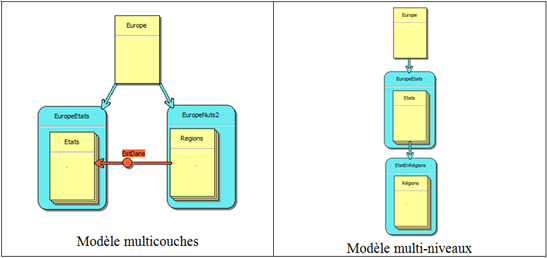 Europe
EuropeEtats
Etats
EstDans
EuropeNuts2
Regions
Modèle multicouches
Europe
EuropeEtats
Etats
EtatEnRégions
Régions
Modèle multi-niveaux